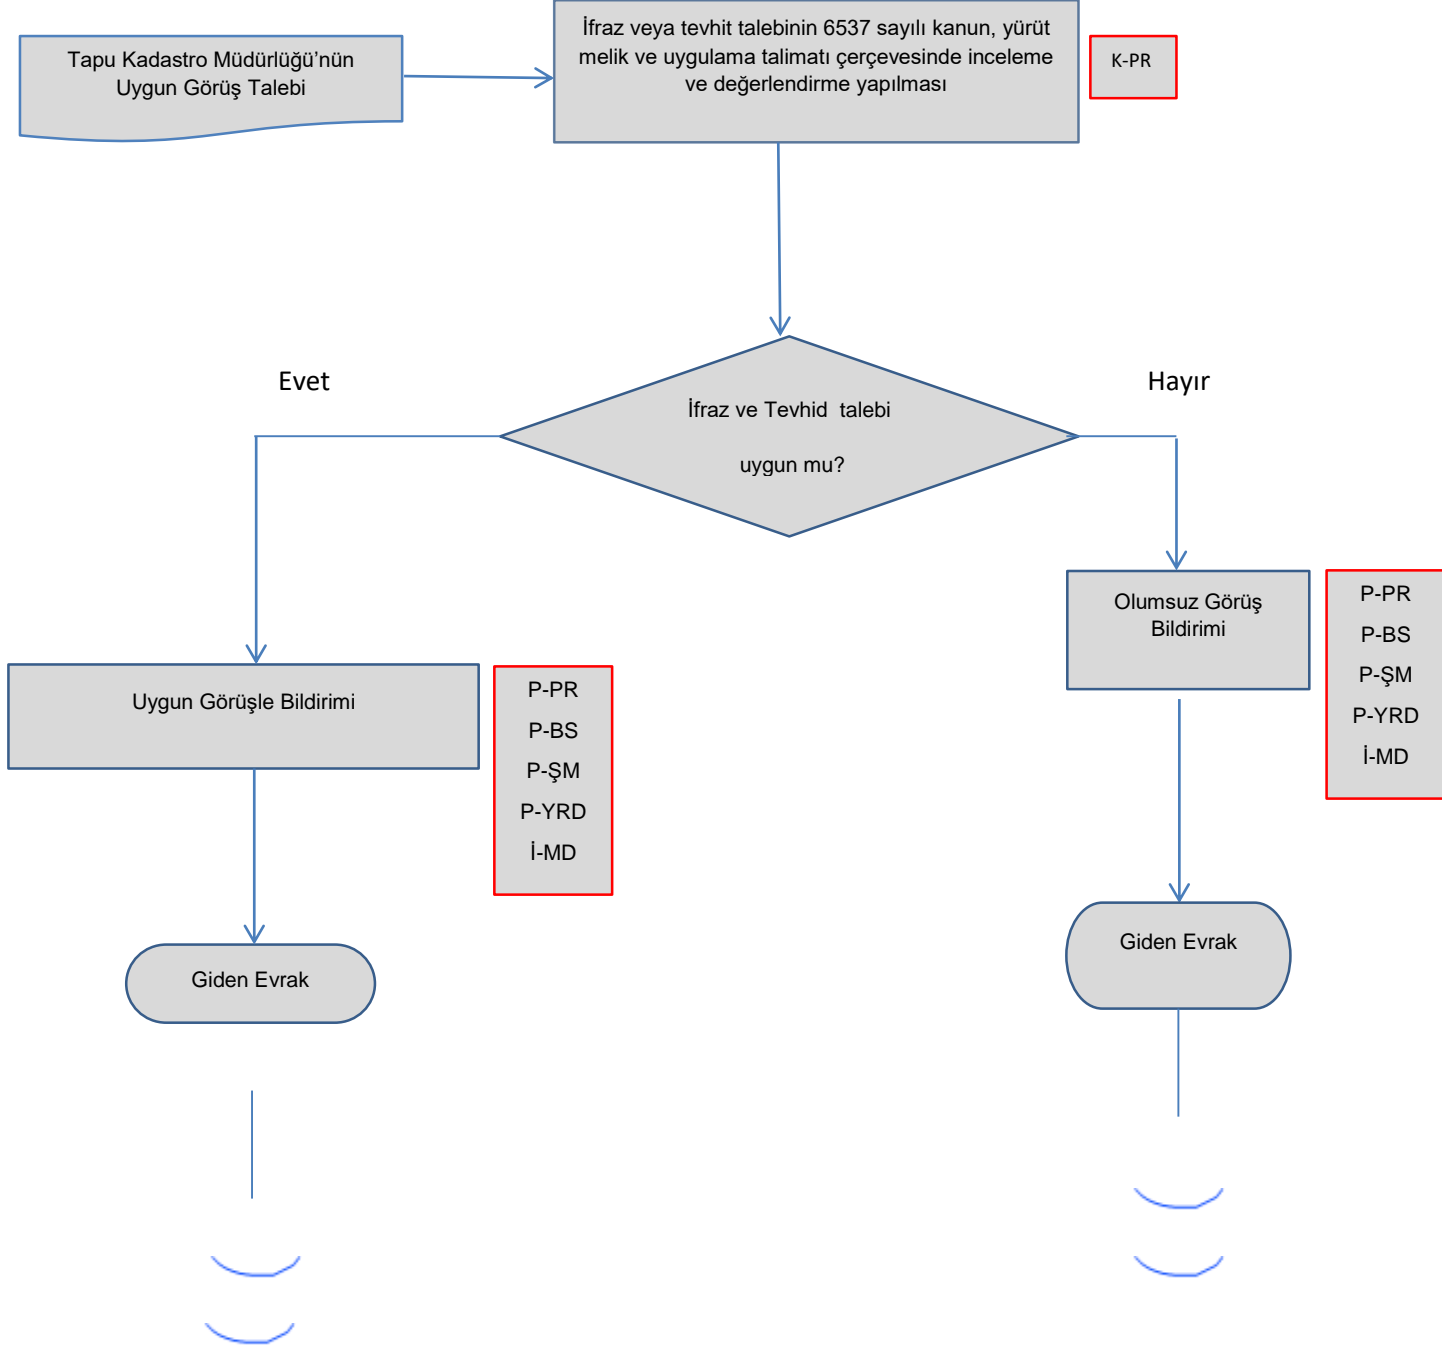 Tapu Kadastro Müdürlüğü’nün
Uygun Görüş Talebi
İfraz veya tevhit talebinin 6537 sayılı kanun, yürüt
melik ve uygulama talimatı çerçevesinde inceleme
ve değerlendirme yapılması
K-PR
Evet
Hayır
İfraz ve Tevhid talebi
uygun mu?
Olumsuz Görüş
Bildirimi
P-PR
P-BS
P-ŞM
P-YRD
İ-MD
Uygun Görüşle Bildirimi
P-PR
P-BS
P-ŞM
P-YRD
İ-MD
Giden Evrak
Giden Evrak